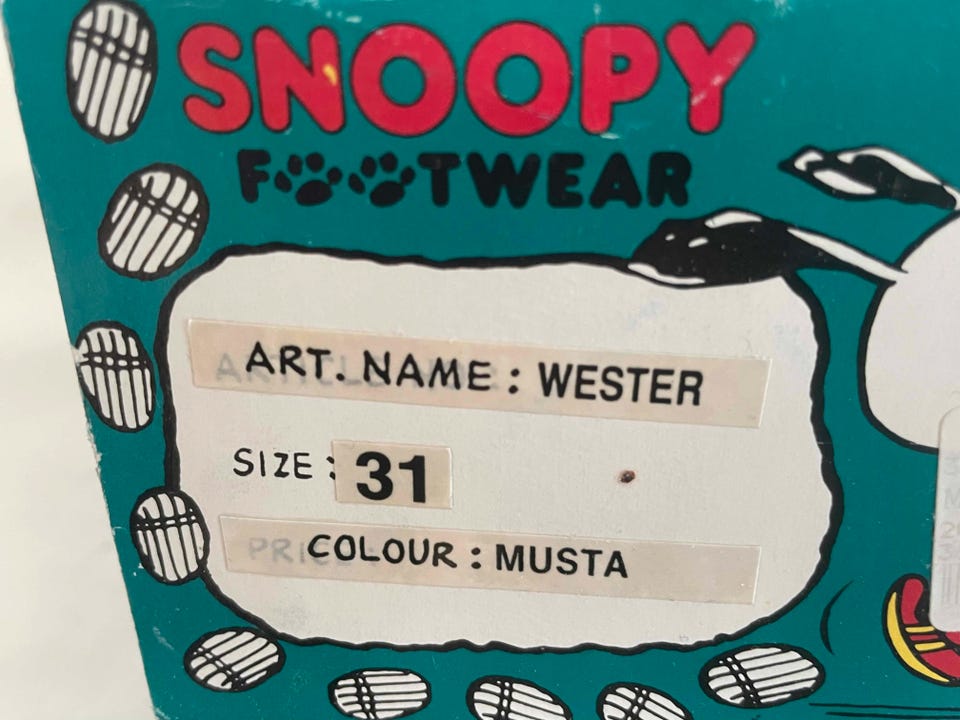 SNOOPY
FOOTWEAR
ART. NAME : WESTER
SIZE : 31
COLOUR : MUSTA